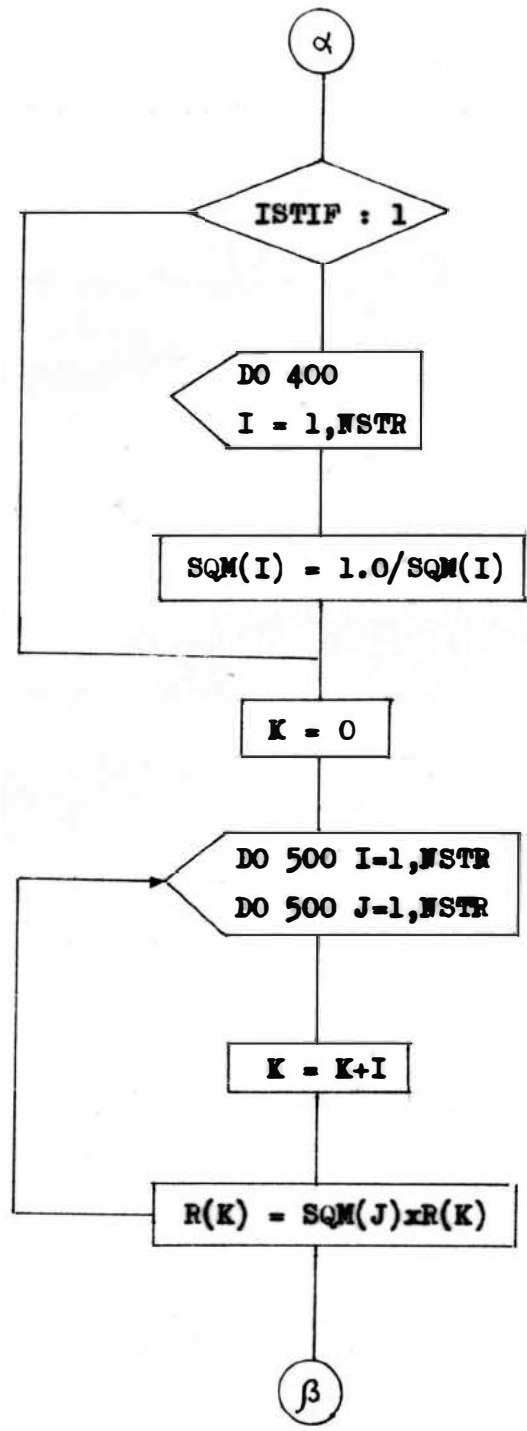 α
ISTIF : 1
DO 400
I = 1,NSTR
SQM(I) = 1.0/SQM(I)
K = 0
DO 500 I=1,NSTR
DO 500 J=1,NSTR
K = K+I
R(K) = SQM(J)xR(K)
β